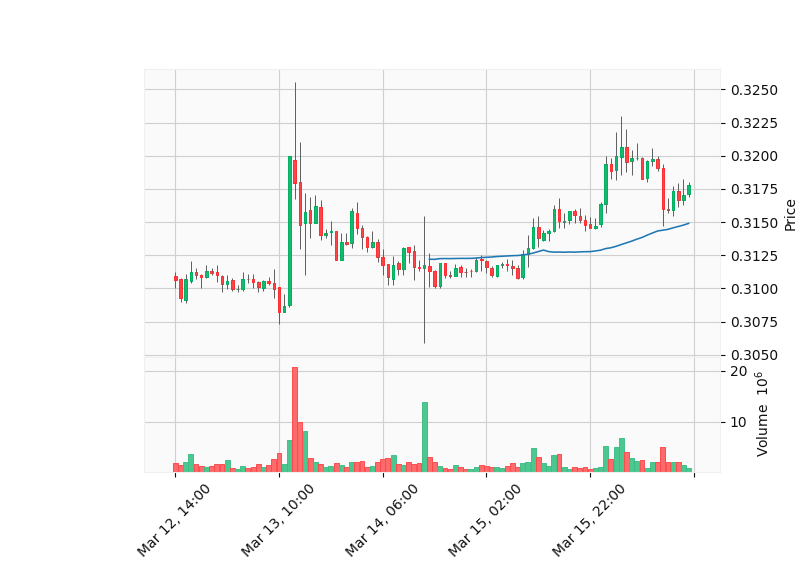 0.3250
0.3225
0.3200
0.3175
0.3150
0.3125
0.3100
0.3075
0.3050
Price
20
10
Volume 10^6
Mar 12, 14:00
Mar 13, 10:00
Mar 14, 06:00
Mar 15, 02:00
Mar 15, 22:00